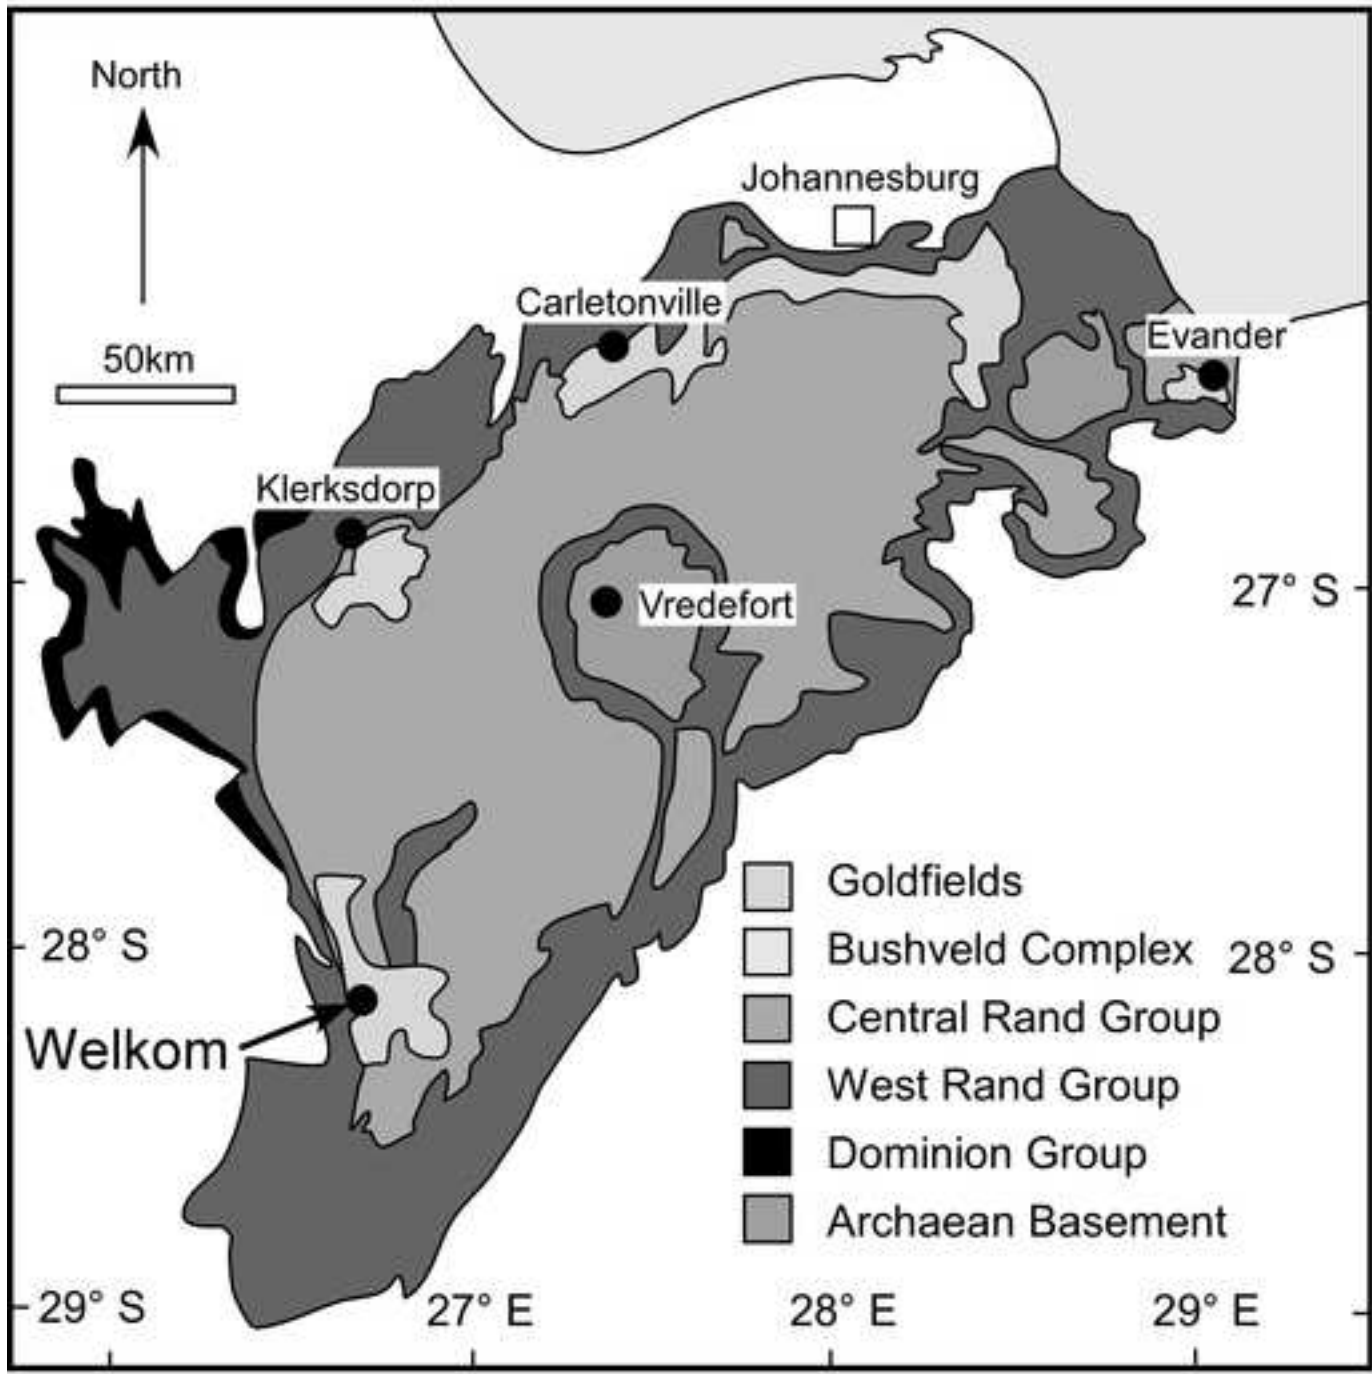 North
Johannesburg
Carletonville
50km
Evander
Klerksdorp
27° S
Vredefort
Goldfields
28° S
Bushveld Complex
28° S
Central Rand Group
Welkom
West Rand Group
Dominion Group
Archaean Basement
29° S
27° E
28° E
29° E